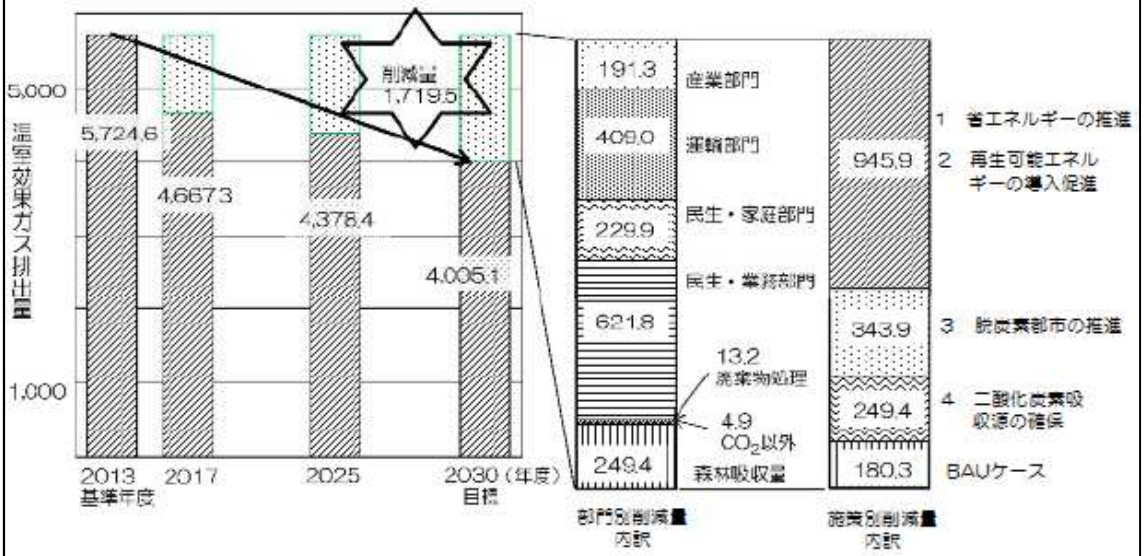 5,000
1,000
温室効果ガス排出量
5,724.6
4,667.3
4,378.4
4,005.1
削減量
1,719.5
2013
基準年度
2017
2025
2030 (年度)
目標
191.3
409.0
229.9
621.8
249.4
産業部門
運輸部門
民生・家庭部門
民生・業務部門
13.2
廃棄物処理
4.9
CO₂以外
森林吸収量
部門別削減量
内訳
945.9
343.9
249.4
180.3
1 省エネルギーの推進
2 再生可能エネル
ギーの導入促進
3 脱炭素都市の推進
4 二酸化炭素吸
収源の確保
BAUケース
施策別削減量
内訳